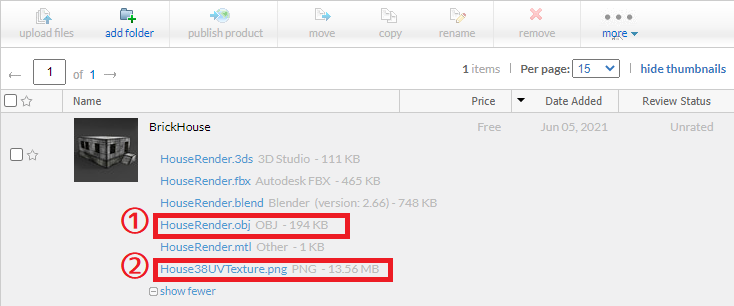 upload files add folder publish product move copy rename remove more
← 1 of 1 → 1 items Per page: 15 hide thumbnails
Name Price Date Added Review Status
BrickHouse Free Jun 05, 2021 Unrated
HouseRender.3ds 3D Studio - 111 KB
HouseRender.fbx Autodesk FBX - 465 KB
HouseRender.blend Blender (version: 2.66) - 748 KB
① HouseRender.obj OBJ - 194 KB
HouseRender.mtl Other - 1 KB
② House38UVTexture.png PNG - 13.56 MB
show fewer